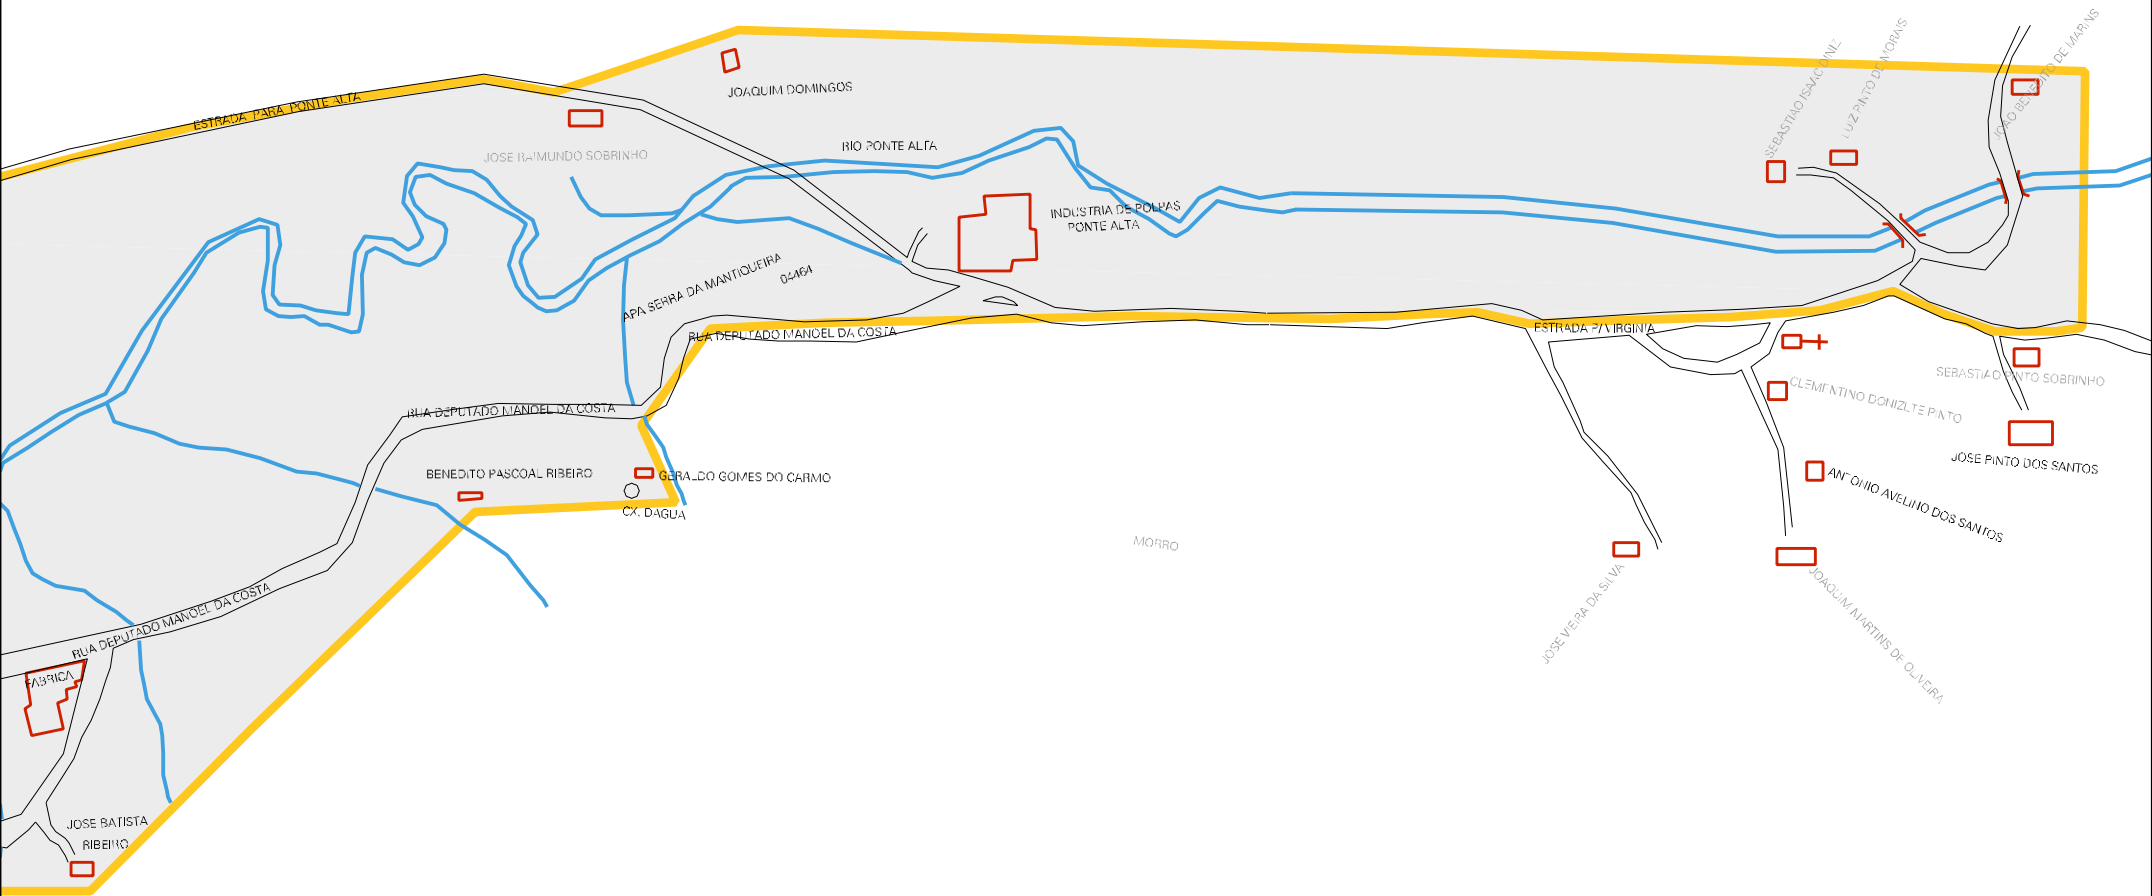 SEBASTIAO ISAAC DINIZ
LUIZ PINTO DE MORAIS
JOAO BENEDITO DE MARINS
JOAQUIM DOMINGOS
ESTRADA PARA PONTE ALTA
JOSE RAIMUNDO SOBRINHO
RIO PONTE ALTA
INDUSTRIA DE POLPAS
PONTE ALTA
APA SERRA DA MANTIQUEIRA
04464
RUA DEPUTADO MANOEL DA COSTA
ESTRADA P/VIRGINIA
SEBASTIAO PINTO SOBRINHO
CLEMENTINO DONIZETE PINTO
RUA DEPUTADO MANOEL DA COSTA
JOSE PINTO DOS SANTOS
BENEDITO PASCOAL RIBEIRO
GERALDO GOMES DO CARMO
ANTONIO AVELINO DOS SANTOS
CX. DAGUA
MORRO
JOSE VIEIRA DA SILVA
JOAQUIM MARTINS DE OLIVEIRA
RUA DEPUTADO MANOEL DA COSTA
FABRICA
JOSE BATISTA
RIBEIRO